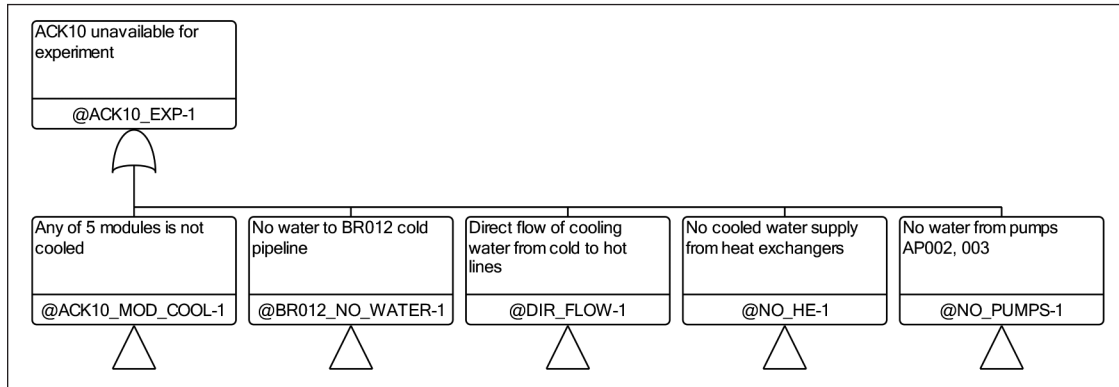 ACK10 unavailable for
experiment
@ACK10_EXP-1
Any of 5 modules is not
cooled
@ACK10_MOD_COOL-1
No water to BR012 cold
pipeline
@BR012_NO_WATER-1
Direct flow of cooling
water from cold to hot
lines
@DIR_FLOW-1
No cooled water supply
from heat exchangers
@NO_HE-1
No water from pumps
AP002, 003
@NO_PUMPS-1